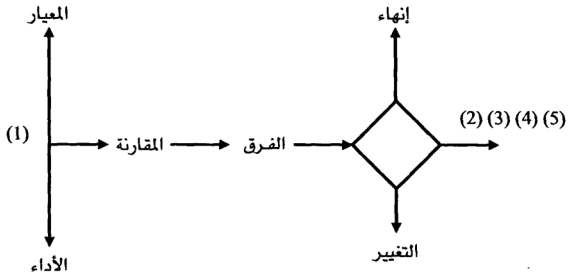 المعيار
إنهاء
(1)
المقارنة
الفرق
(2) (3) (4) (5)
التغيير
الأداء